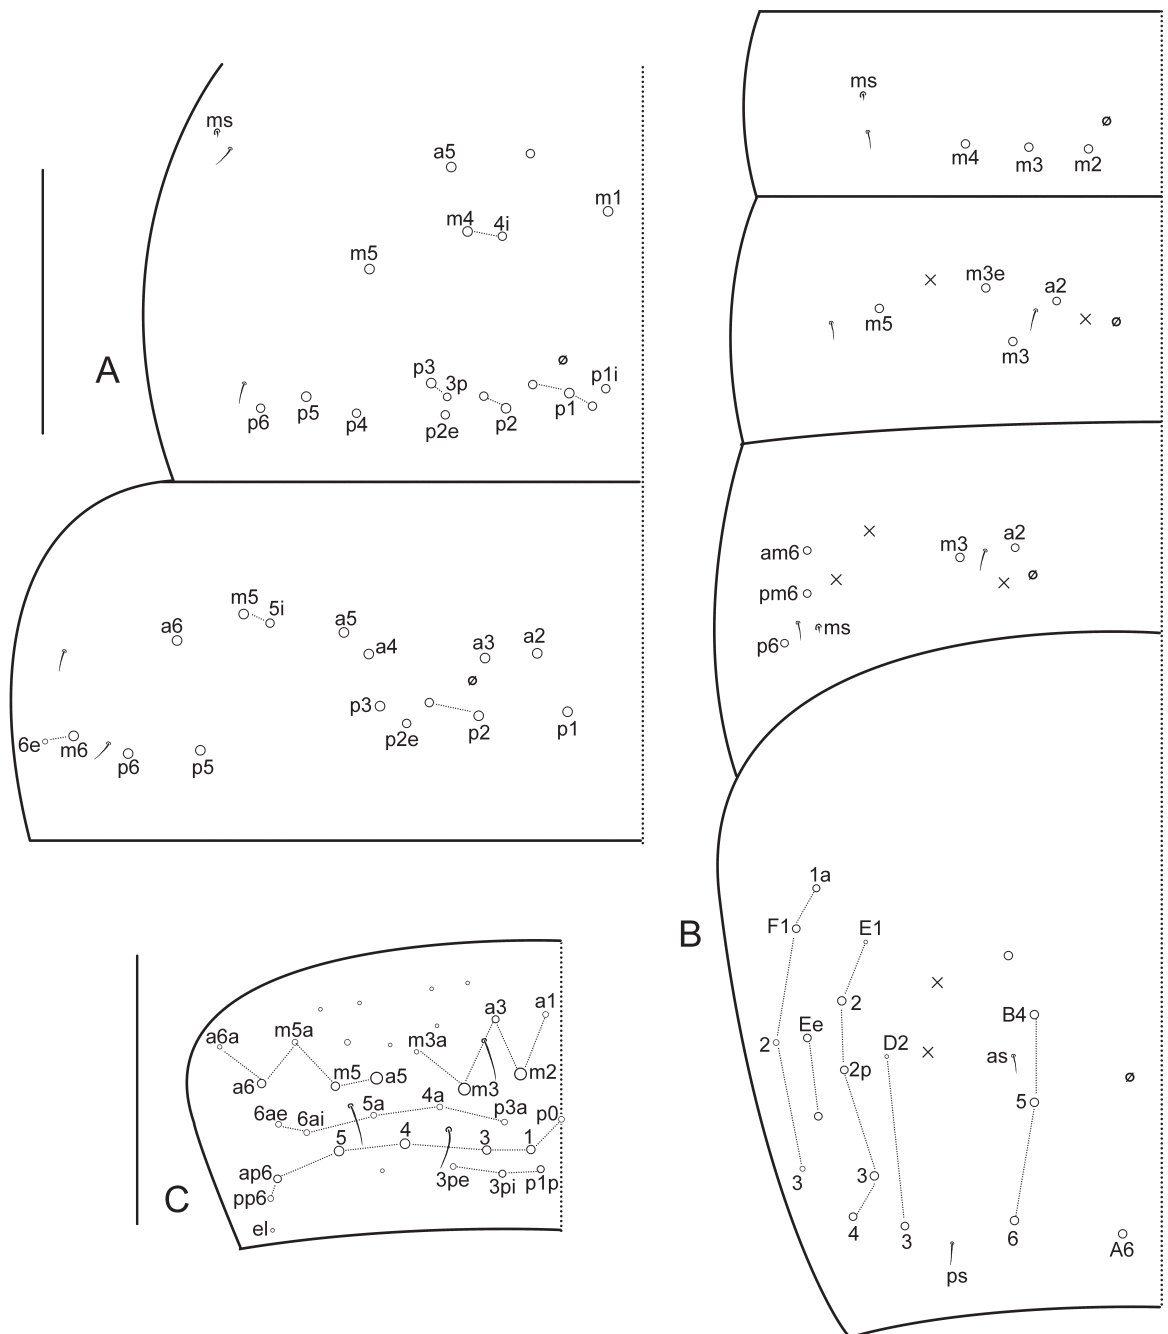 ms
a5
m1
m4 4i
m5
A
p3
3p
p1i
p6 p5 p4 p2e p2 p1
m5
5i
a6
a5
a4
a3 a2
p3
p2e p2 p1
6e m6 p6 p5
ms
m4 m3 m2
m3e
a2
m5
m3
am6
m3 a2
pm6
ms
p6
B
1a
F1 E1
2
B4
Ee
2 D2
2p as
5
3 3
4 3 6
A6
ps
C
a3 a1
a6a m5a m3a
a6 m5 a5 m3 m2
6ae 6ai 5a 4a p3a p0
5 4 3 1
ap6 3pe 3pi p1p
pp6
el